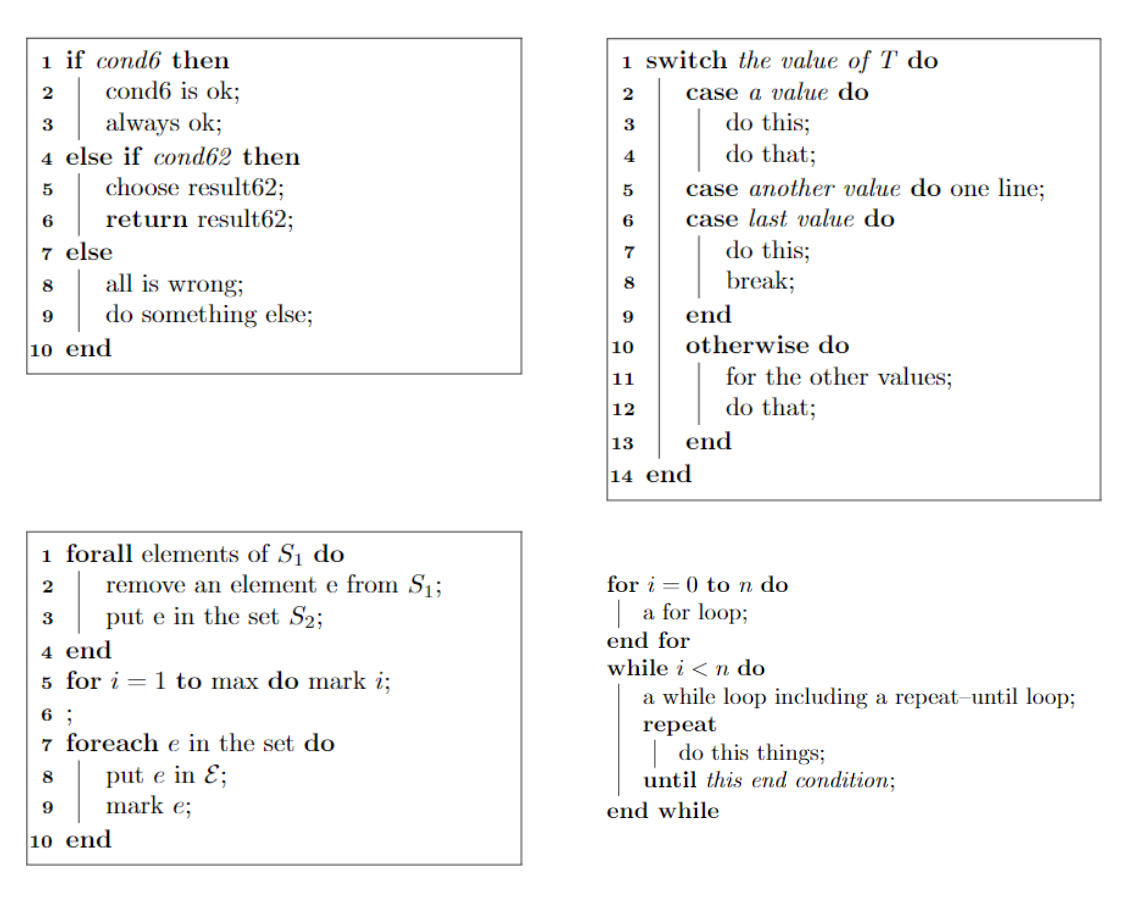 1 if cond6 then
2 cond6 is ok;
3 always ok;
4 else if cond62 then
5 choose result62;
6 return result62;
7 else
8 all is wrong;
9 do something else;
10 end
1 switch the value of T do
2 case a value do
3 do this;
4 do that;
5 case another value do one line;
6 case last value do
7 do this;
8 break;
9 end
10 otherwise do
11 for the other values;
12 do that;
13 end
14 end
1 forall elements of S₁ do
2 remove an element e from S₁;
3 put e in the set S₂;
4 end
5 for i = 1 to max do mark i;
6 ;
7 foreach e in the set do
8 put e in ℰ;
9 mark e;
10 end
for i = 0 to n do
a for loop;
end for
while i < n do
a while loop including a repeat–until loop;
repeat
do this things;
until this end condition;
end while